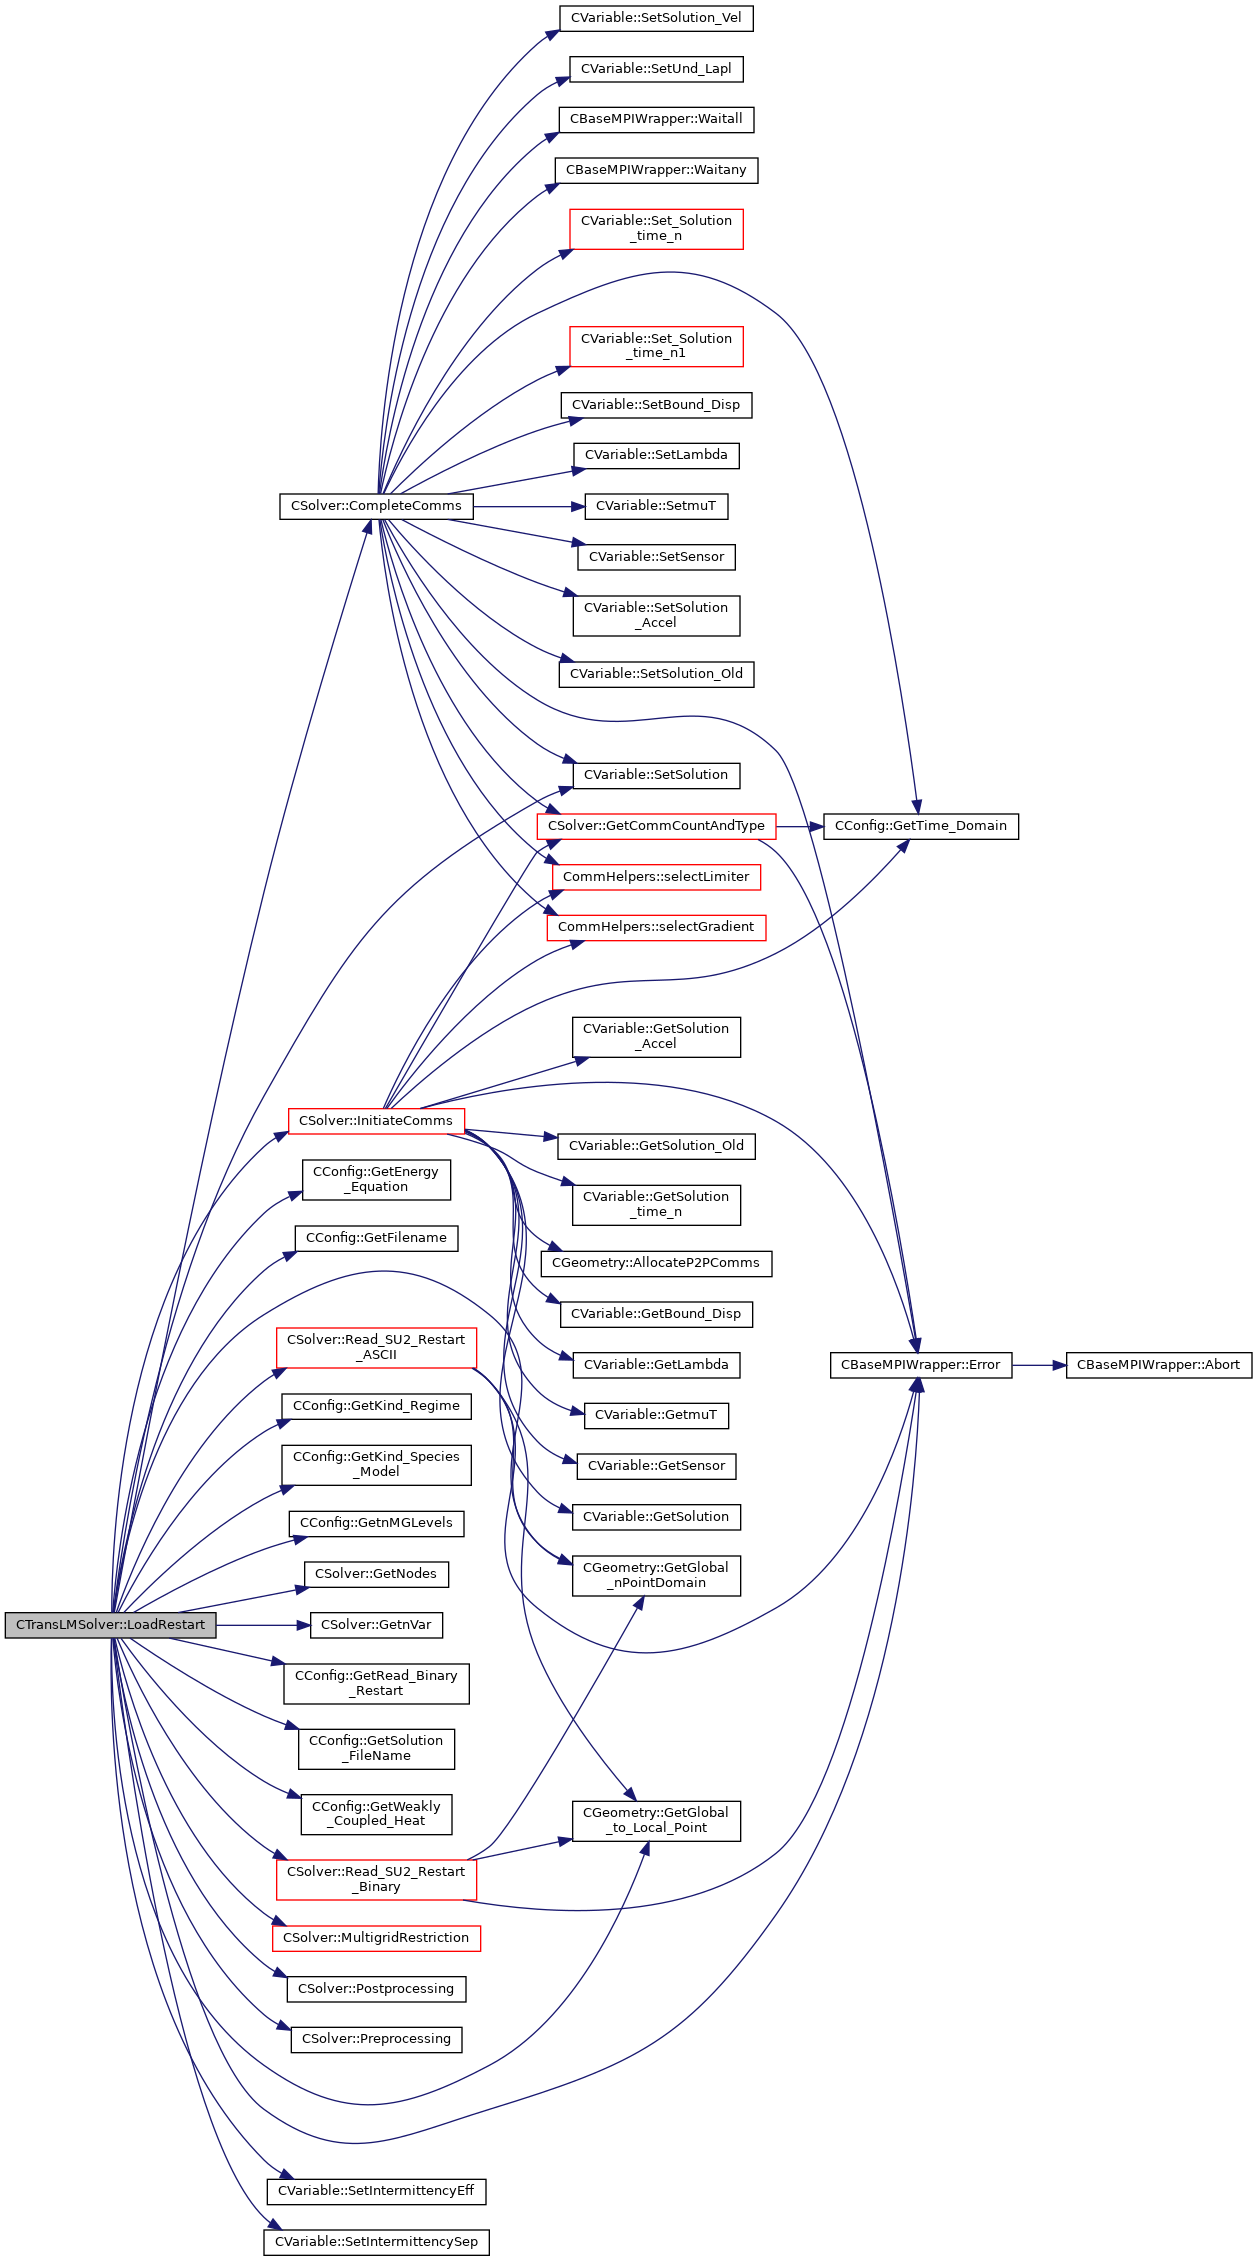 CVariable::SetSolution_Vel
CVariable::SetUnd_Lapl
CBaseMPIWrapper::Waitall
CBaseMPIWrapper::Waitany
CVariable::Set_Solution
_time_n
CVariable::Set_Solution
_time_n1
CVariable::SetBound_Disp
CVariable::SetLambda
CSolver::CompleteComms
CVariable::SetmuT
CVariable::SetSensor
CVariable::SetSolution
_Accel
CVariable::SetSolution_Old
CVariable::SetSolution
CSolver::GetCommCountAndType
CConfig::GetTime_Domain
CommHelpers::selectLimiter
CommHelpers::selectGradient
CVariable::GetSolution
_Accel
CSolver::InitiateComms
CVariable::GetSolution_Old
CConfig::GetEnergy
_Equation
CVariable::GetSolution
_time_n
CConfig::GetFilename
CGeometry::AllocateP2PComms
CVariable::GetBound_Disp
CSolver::Read_SU2_Restart
_ASCII
CVariable::GetLambda
CBaseMPIWrapper::Error
CBaseMPIWrapper::Abort
CConfig::GetKind_Regime
CVariable::GetmuT
CConfig::GetKind_Species
_Model
CVariable::GetSensor
CConfig::GetnMGLevels
CVariable::GetSolution
CSolver::GetNodes
CGeometry::GetGlobal
_nPointDomain
CTransLMSolver::LoadRestart
CSolver::GetnVar
CConfig::GetRead_Binary
_Restart
CConfig::GetSolution
_FileName
CConfig::GetWeakly
_Coupled_Heat
CGeometry::GetGlobal
_to_Local_Point
CSolver::Read_SU2_Restart
_Binary
CSolver::MultigridRestriction
CSolver::Postprocessing
CSolver::Preprocessing
CVariable::SetIntermittencyEff
CVariable::SetIntermittencySep